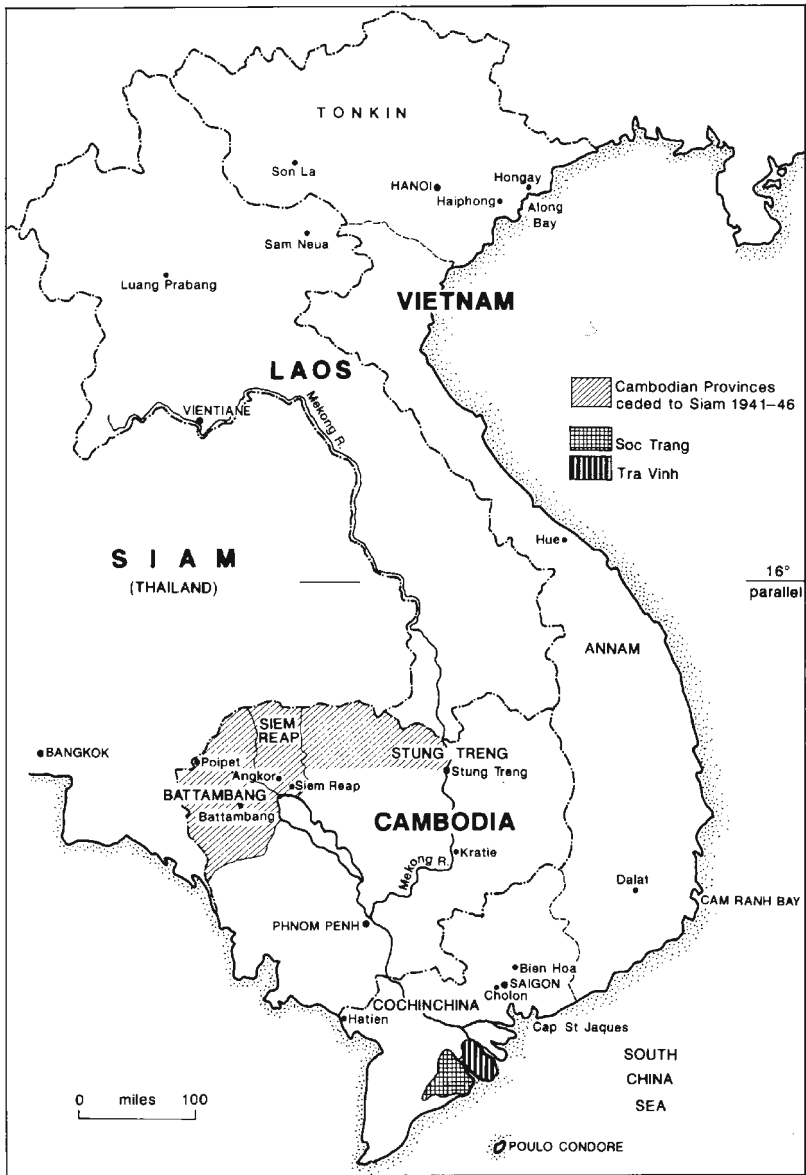 TONKIN
Son La
HANOI
Hongay
Haiphong
Along
Bay
Sam Neua
Luang Prabang
VIETNAM
LAOS
Mekong R.
VIENTIANE
Cambodian Provinces
ceded to Siam 1941–46
Soc Trang
Tra Vinh
Hue
SIAM
(THAILAND)
16°
parallel
ANNAM
SIEM
REAP
STUNG TRENG
BANGKOK
Poipet
Stung Treng
Angkor
Siem Reap
BATTAMBANG
Battambang
CAMBODIA
Kratie
Mekong R.
Dalat
CAM RANH BAY
PHNOM PENH
Bien Hoa
SAIGON
Cholon
COCHINCHINA
Hatien
Cap St Jaques
SOUTH
CHINA
SEA
0 miles 100
POULO CONDORE